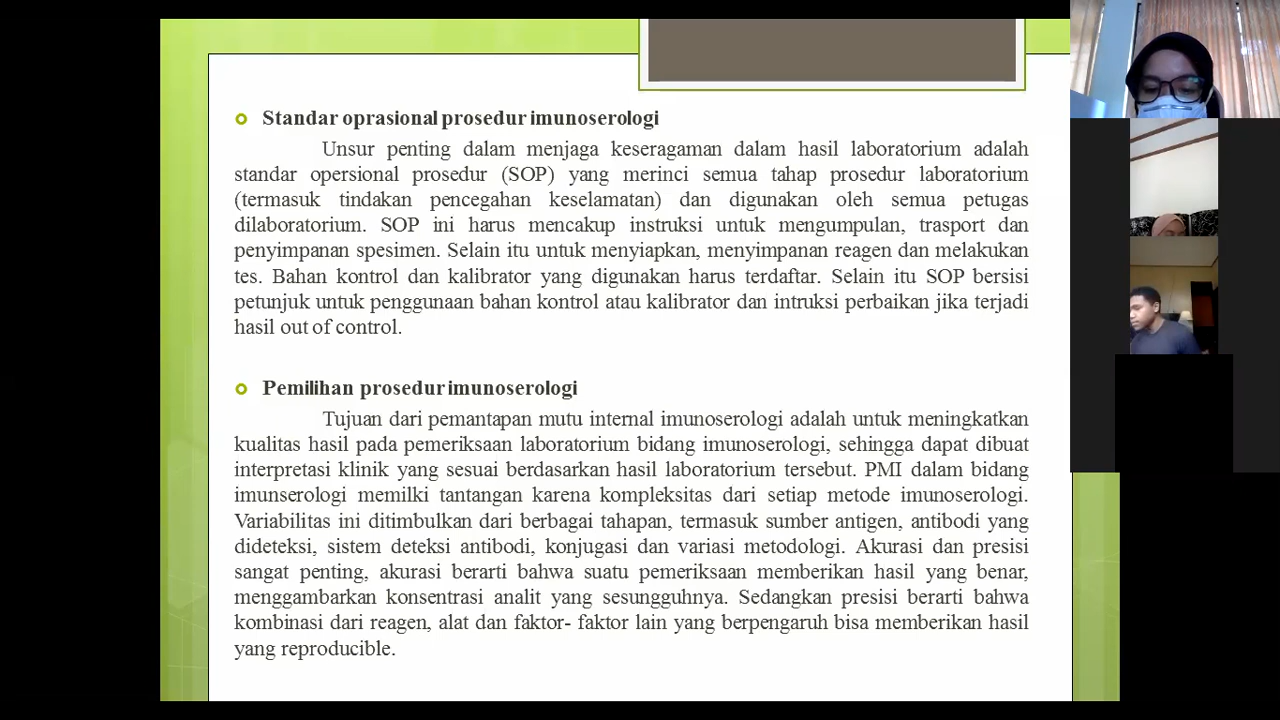 Standar oprasional prosedur imunoserologi
Unsur penting dalam menjaga keseragaman dalam hasil laboratorium adalah
standar opersional prosedur (SOP) yang merinci semua tahap prosedur laboratorium
(termasuk tindakan pencegahan keselamatan) dan digunakan oleh semua petugas
dilaboratorium. SOP ini harus mencakup instruksi untuk mengumpulan, trasport dan
penyimpanan spesimen. Selain itu untuk menyiapkan, menyimpanan reagen dan melakukan
tes. Bahan kontrol dan kalibrator yang digunakan harus terdaftar. Selain itu SOP bersisi
petunjuk untuk penggunaan bahan kontrol atau kalibrator dan intruksi perbaikan jika terjadi
hasil out of control.
Pemilihan prosedur imunoserologi
Tujuan dari pemantapan mutu internal imunoserologi adalah untuk meningkatkan
kualitas hasil pada pemeriksaan laboratorium bidang imunoserologi, sehingga dapat dibuat
interpretasi klinik yang sesuai berdasarkan hasil laboratorium tersebut. PMI dalam bidang
imunserologi memilki tantangan karena kompleksitas dari setiap metode imunoserologi.
Variabilitas ini ditimbulkan dari berbagai tahapan, termasuk sumber antigen, antibodi yang
dideteksi, sistem deteksi antibodi, konjugasi dan variasi metodologi. Akurasi dan presisi
sangat penting, akurasi berarti bahwa suatu pemeriksaan memberikan hasil yang benar,
menggambarkan konsentrasi analit yang sesungguhnya. Sedangkan presisi berarti bahwa
kombinasi dari reagen, alat dan faktor- faktor lain yang berpengaruh bisa memberikan hasil
yang reproducible.